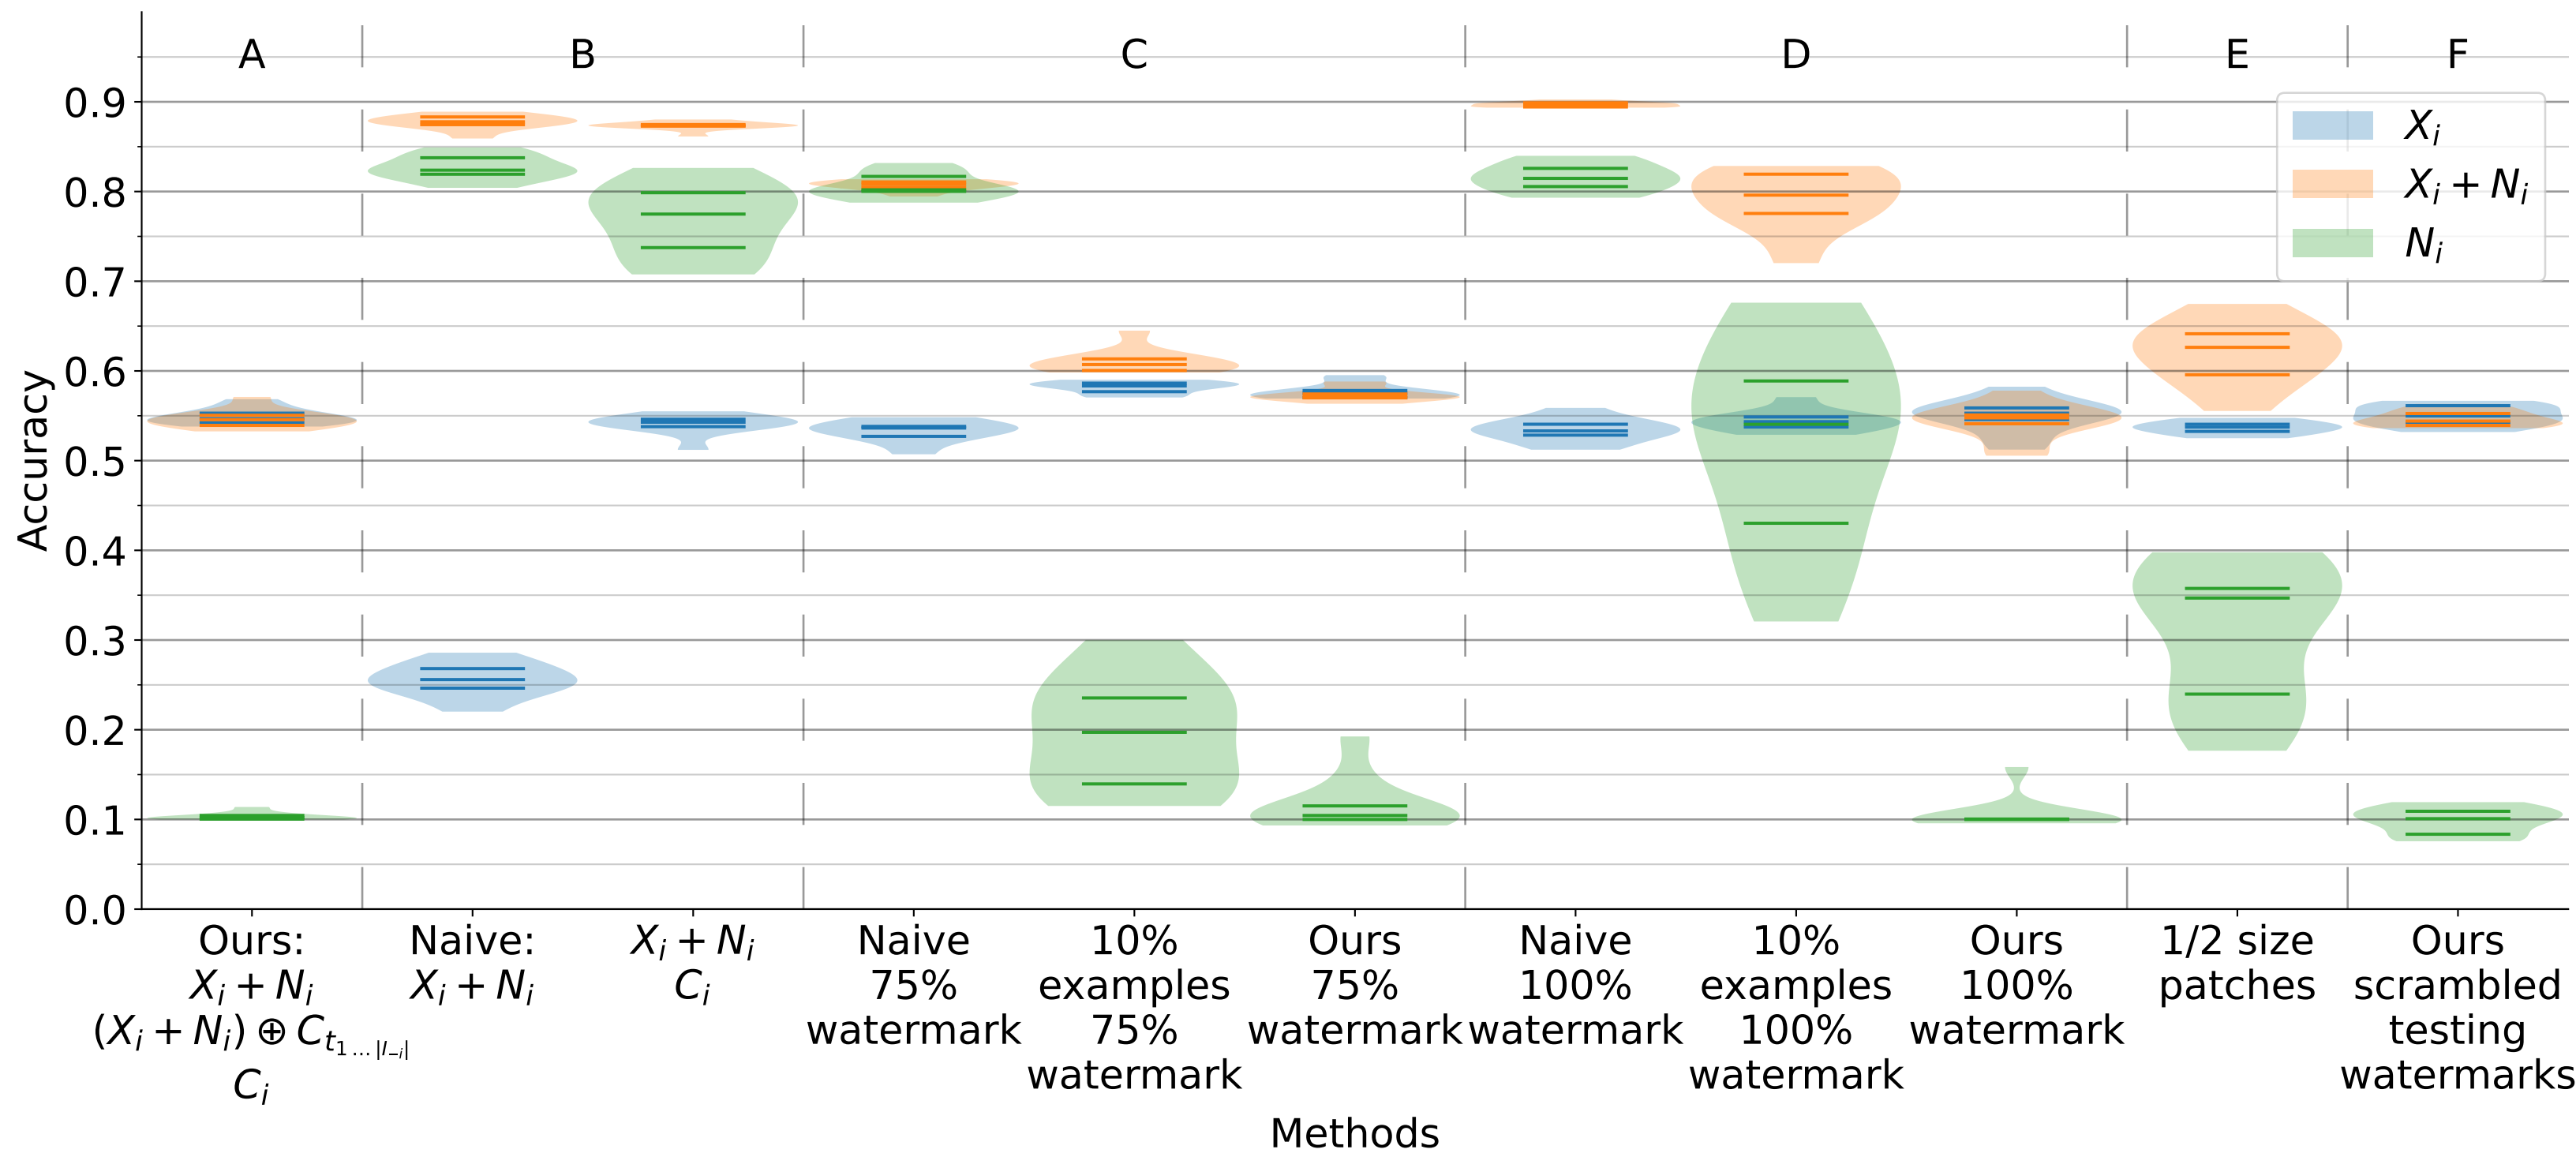 A B C D E F
0.9
0.8
0.7
0.6
0.5
0.4
0.3
0.2
0.1
0.0
Accuracy
X_i
X_i + N_i
N_i
Ours:
X_i + N_i
(X_i + N_i) ⊕ C_{t_{1...|I_{-i}|}}
C_i
Naive:
X_i + N_i
X_i + N_i
C_i
Naive
75%
watermark
10%
examples
75%
watermark
Ours
75%
watermark
Naive
100%
watermark
10%
examples
100%
watermark
Ours
100%
watermark
1/2 size
patches
Ours
scrambled
testing
watermarks
Methods